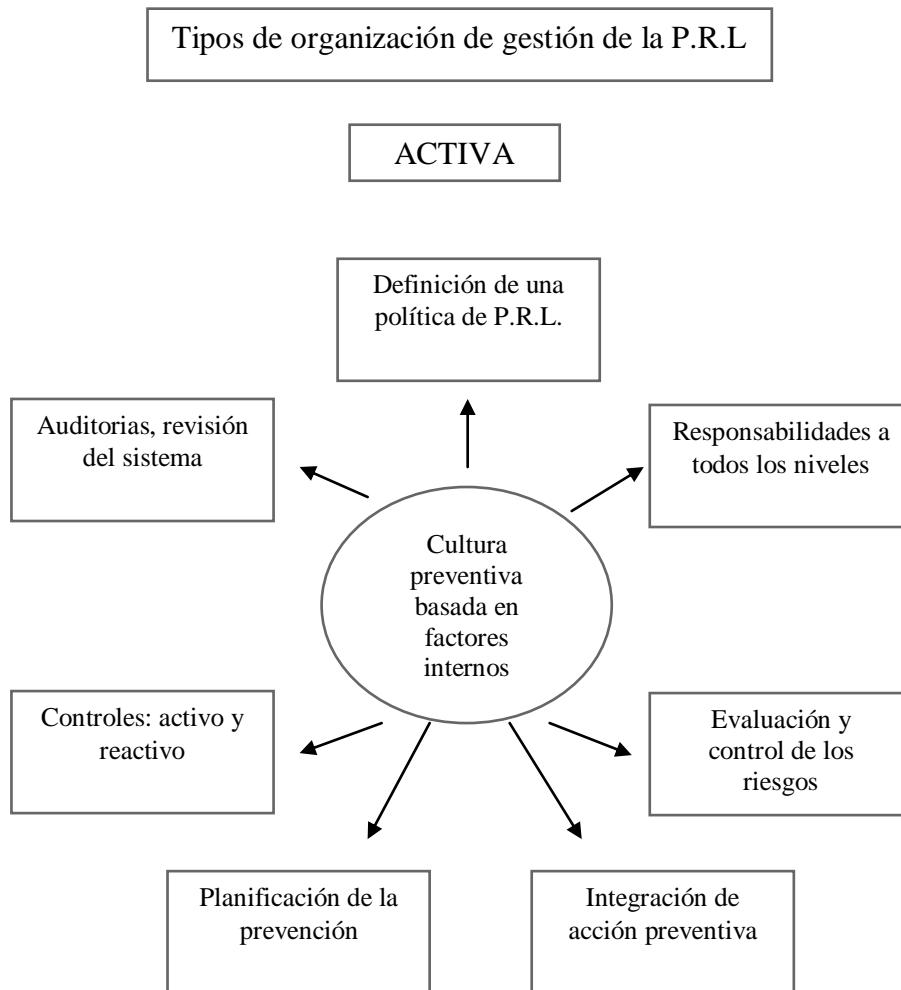 Tipos de organización de gestión de la P.R.L
ACTIVA
Definición de una
política de P.R.L.
Auditorias, revisión
del sistema
Responsabilidades a
todos los niveles
Cultura
preventiva
basada en
factores
internos
Controles: activo y
reactivo
Evaluación y
control de los
riesgos
Planificación de la
prevención
Integración de
acción preventiva